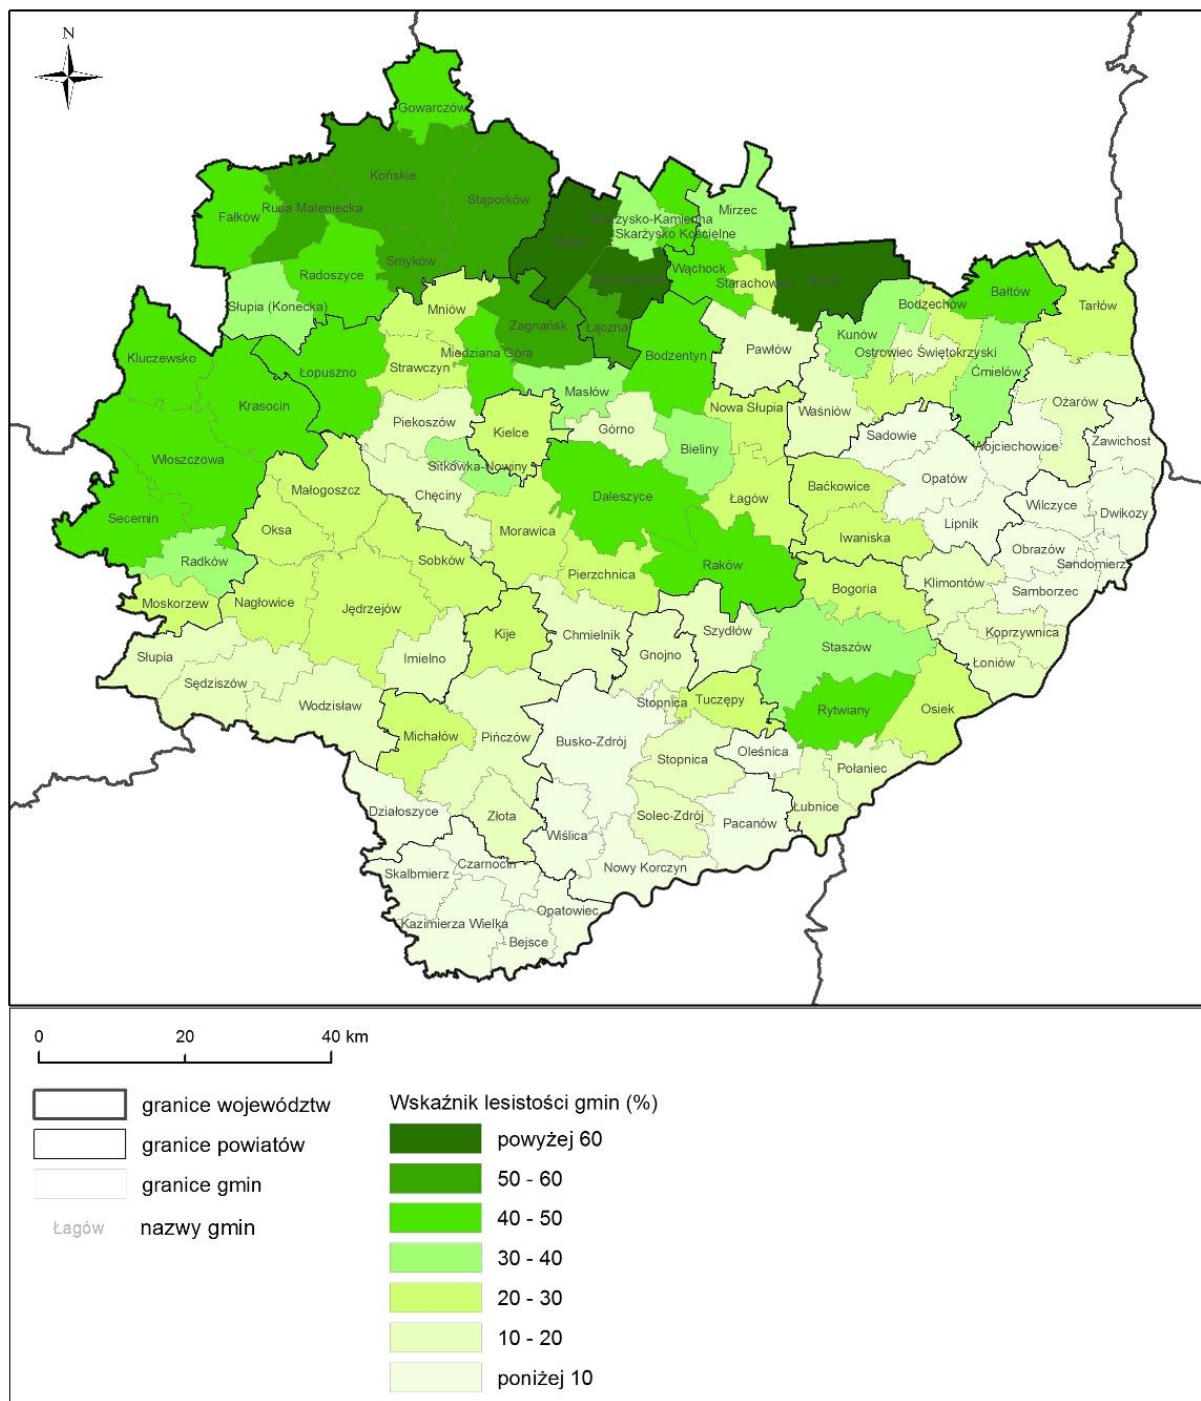 N
Gowarczów
Końskie
Stąporków
Ruda Maleniecka
Fałków
Smyków
Radoszyce
Słupia (Konecka)
Skarżysko Kościelne
Mirzec
Wąchock
Mniów
Zagnańsk
Łączna
Miedziana Góra
Bodzentyn
Pawłów
Bodzechów
Bałtów
Tarłów
Kunów
Ostrowiec Świętokrzyski
Ćmielów
Kluczewsko
Łopuszno
Strawczyn
Krasocin
Masłów
Piekoszów
Kielce
Górno
Nowa Słupia
Waśniów
Ożarów
Sadowie
Wojciechowice
Zawichost
Włoszczowa
Sitkówka-Nowiny
Bieliny
Małogoszcz
Chęciny
Daleszyce
Łagów
Baćkowice
Opatów
Wilczyce
Dwikozy
Secemin
Oksa
Morawica
Lipnik
Iwaniska
Obrazów
Radków
Sobków
Pierzchnica
Raków
Sandomierz
Klimontów
Samborzec
Moskorzew
Nagłowice
Jędrzejów
Bogoria
Kije
Chmielnik
Szydłów
Koprzywnica
Słupia
Imielno
Gnojno
Staszów
Łoniów
Sędziszów
Wodzisław
Stopnica
Tuczępy
Rytwiany
Osiek
Michałów
Pińczów
Busko-Zdrój
Stopnica
Oleśnica
Połaniec
Działoszyce
Złota
Solec-Zdrój
Pacanów
Łubnice
Wiślica
Skalbmierz
Czarnocin
Nowy Korczyn
Kazimierza Wielka
Opatowiec
Bejsce
0 20 40 km
granice województw
granice powiatów
granice gmin
Łagów nazwy gmin
Wskaźnik lesistości gmin (%)
powyżej 60
50 - 60
40 - 50
30 - 40
20 - 30
10 - 20
poniżej 10